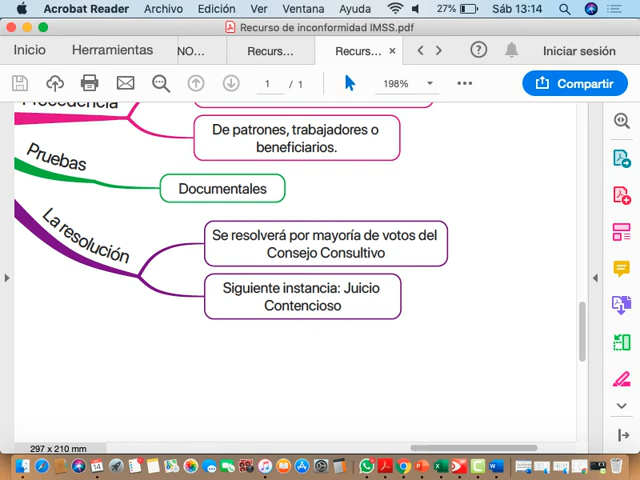 Acrobat Reader Archivo Edición Ver Ventana Ayuda 27% Sáb 13:14
Recurso de inconformidad IMSS.pdf
Inicio Herramientas NO... Recurs... Recurs... × Iniciar sesión
1 / 1 198% Compartir
Procedencia
De patrones, trabajadores o
beneficiarios.
Pruebas
Documentales
La resolución
Se resolverá por mayoría de votos del
Consejo Consultivo
Siguiente instancia: Juicio
Contencioso
297 x 210 mm